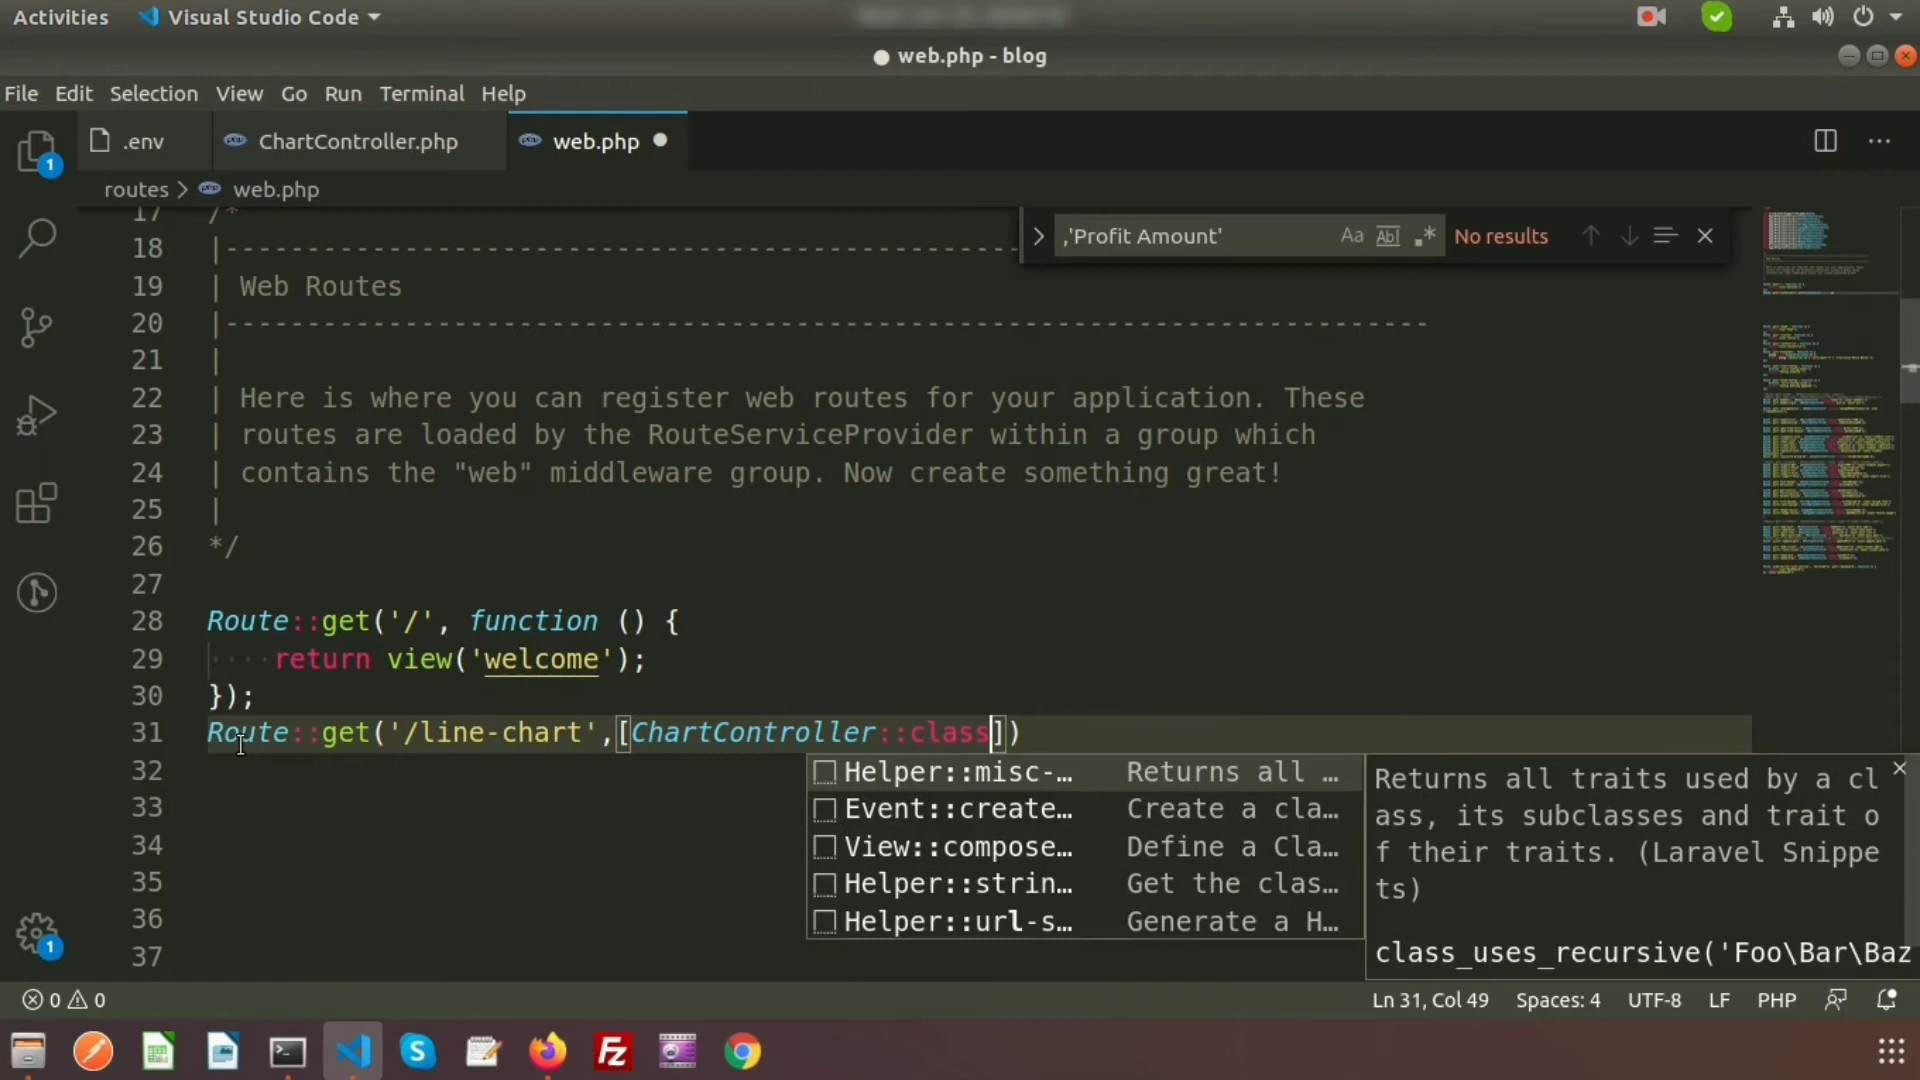 Activities Visual Studio Code
web.php - blog
File Edit Selection View Go Run Terminal Help
1 .env ChartController.php web.php
routes > web.php
,'Profit Amount' Aa Abl .* No results
17 /*
18 |--------------------------------------------------------------------------
19 | Web Routes
20 |--------------------------------------------------------------------------
21 |
22 | Here is where you can register web routes for your application. These
23 | routes are loaded by the RouteServiceProvider within a group which
24 | contains the "web" middleware group. Now create something great!
25 |
26 */
27
28 Route::get('/', function () {
29 ····return view('welcome');
30 });
31 Route::get('/line-chart',[ChartController::class])
32
33
34
35
36
37
Helper::misc-… Returns all …
Event::create… Create a cla…
View::compose… Define a Cla…
Helper::strin… Get the clas…
Helper::url-s… Generate a H…
Returns all traits used by a cl
ass, its subclasses and trait o
f their traits. (Laravel Snippe
ts)
class_uses_recursive('Foo\Bar\Baz
1
0 0 Ln 31, Col 49 Spaces: 4 UTF-8 LF PHP
S Fz